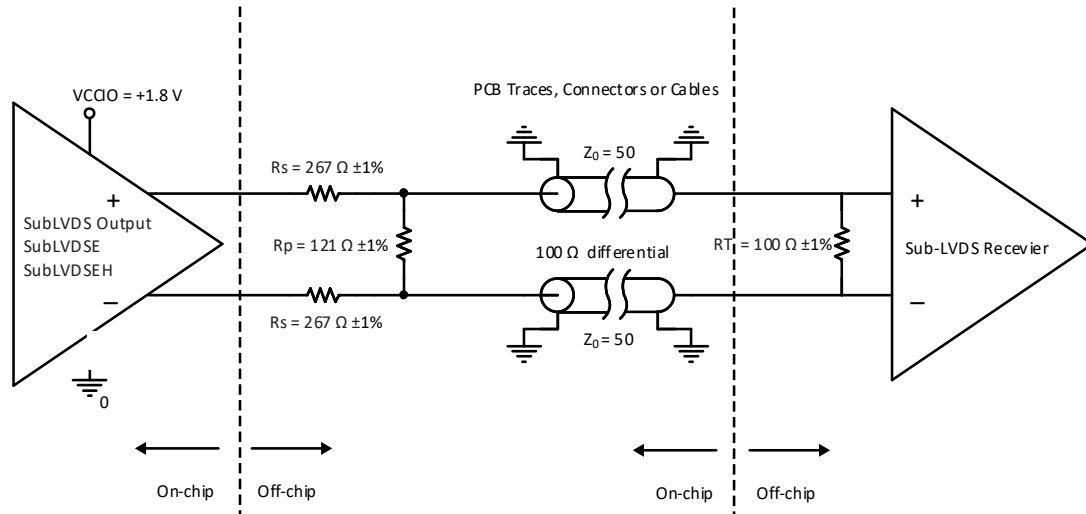 VCCIO = +1.8 V
PCB Traces, Connectors or Cables
Rs = 267 Ω ±1%
Z0 = 50
+
SubLVDS Output
SubLVDSE
SubLVDSEH
Rp = 121 Ω ±1%
100 Ω differential
RT = 100 Ω ±1%
+
Sub-LVDS Recevier
−
Rs = 267 Ω ±1%
Z0 = 50
−
0
On-chip
Off-chip
On-chip
Off-chip